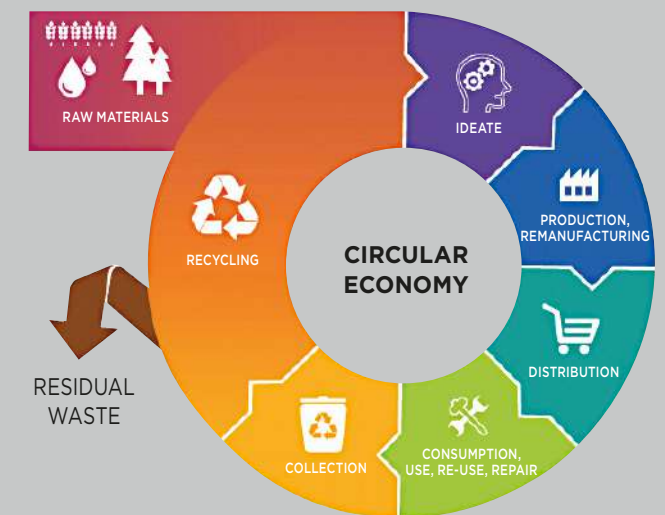 RAW MATERIALS
IDEATE
PRODUCTION,
REMANUFACTURING
DISTRIBUTION
CONSUMPTION,
USE, RE-USE, REPAIR
COLLECTION
RECYCLING
CIRCULAR
ECONOMY
RESIDUAL
WASTE